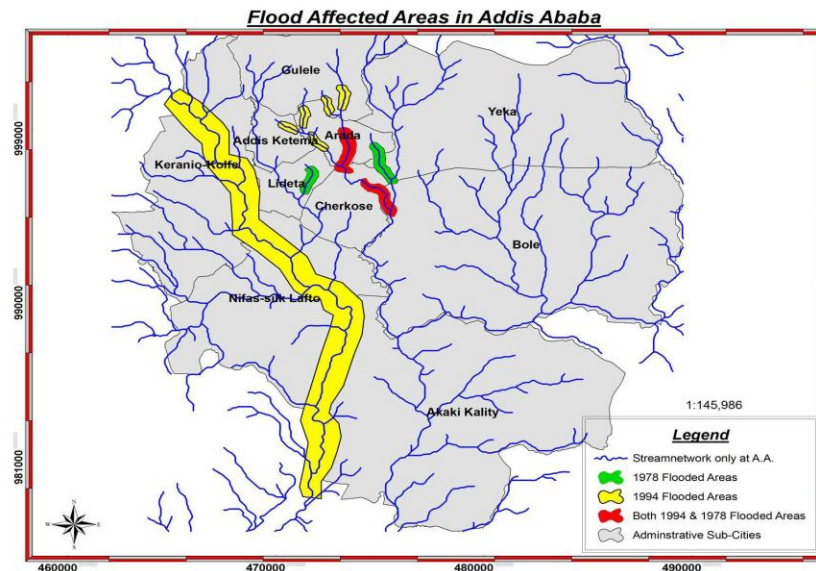 Flood Affected Areas in Addis Ababa
Gulele
Yeka
999000
Addis Ketema
Arada
Keranio-Kolfe
Lideta
Cherkose
Bole
990000
Nifas-silk Lafto
Akaki Kality
1:145,986
981000
Legend
Streamnetwork only at A.A.
1978 Flooded Areas
1994 Flooded Areas
Both 1994 & 1978 Flooded Areas
Adminstrative Sub-Cities
N
W
E
S
460000
470000
480000
490000